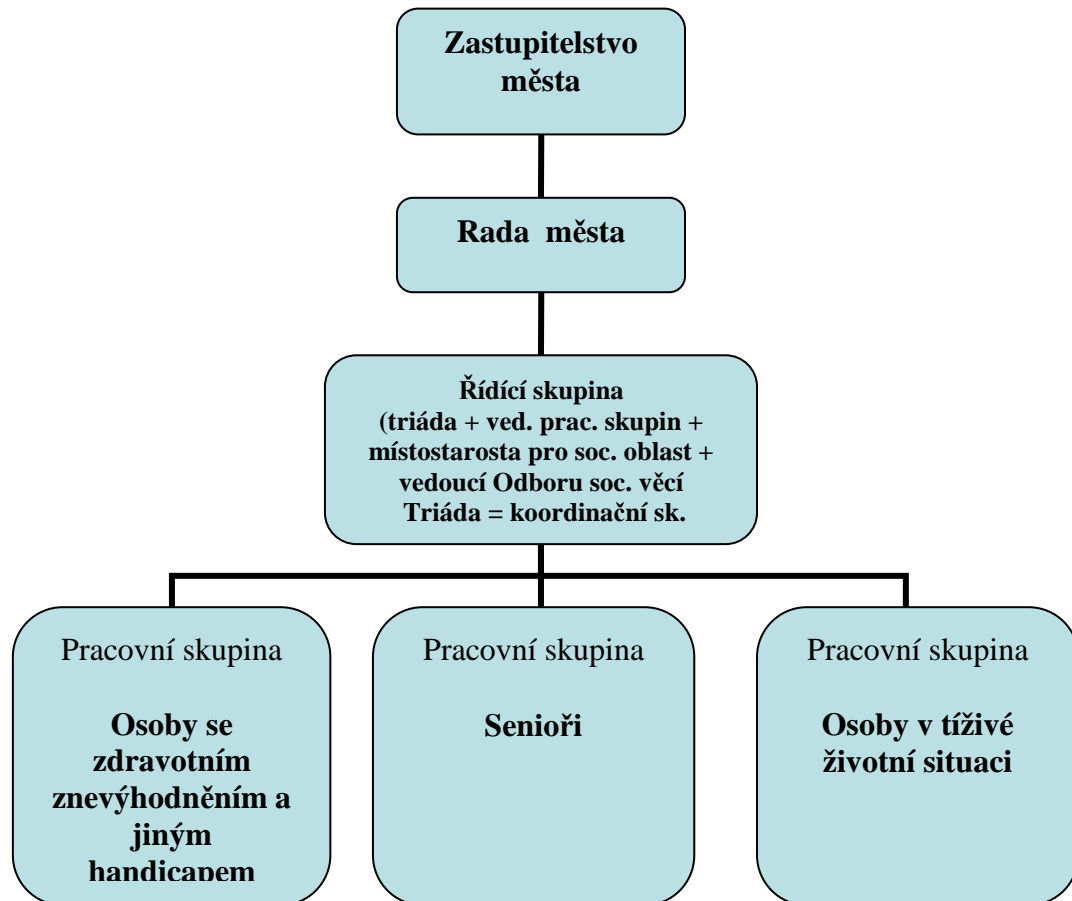 Zastupitelstvo
města
Rada města
Řídící skupina
(triáda + ved. prac. skupin +
místostarosta pro soc. oblast +
vedoucí Odboru soc. věcí
Triáda = koordinační sk.
Pracovní skupina
Osoby se
zdravotním
znevýhodněním a
jiným
handicapem
Pracovní skupina
Senioři
Pracovní skupina
Osoby v tíživé
životní situaci